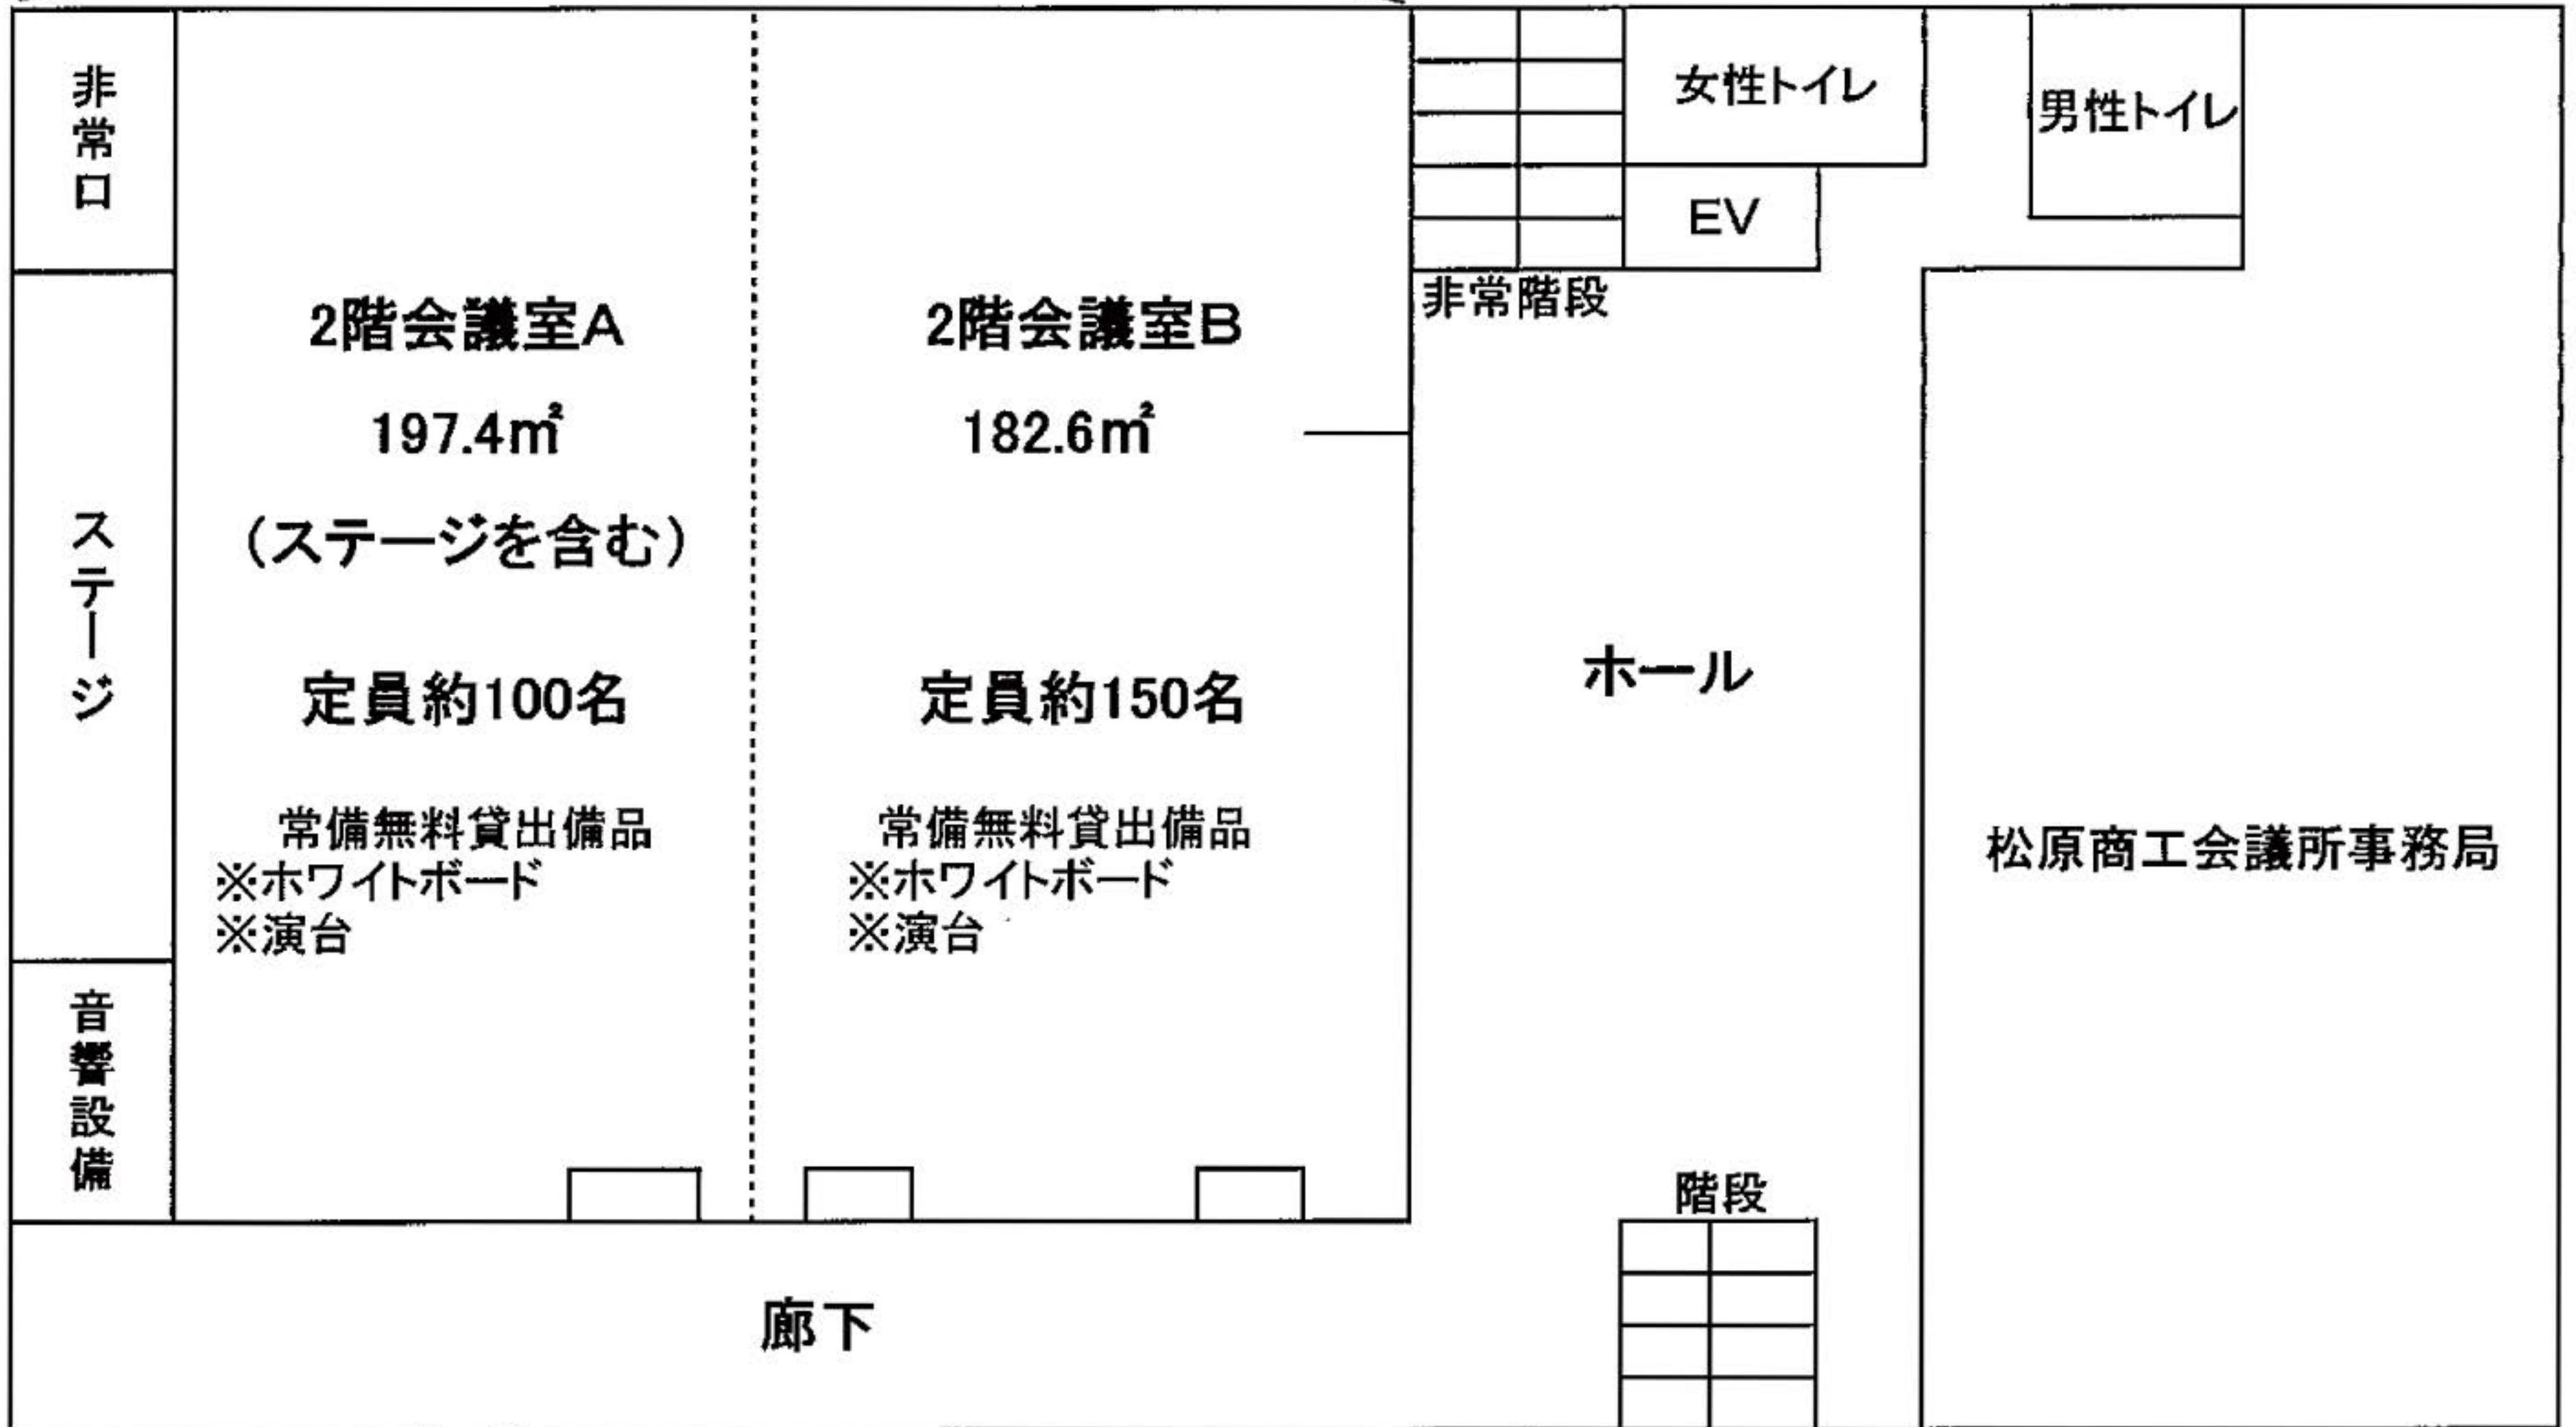 非常口
ステージ
音響設備
2階会議室A
197.4㎡
(ステージを含む)
定員約100名
常備無料貸出備品
※ホワイトボード
※演台
2階会議室B
182.6㎡
定員約150名
常備無料貸出備品
※ホワイトボード
※演台
女性トイレ
男性トイレ
EV
非常階段
ホール
松原商工会議所事務局
階段
廊下